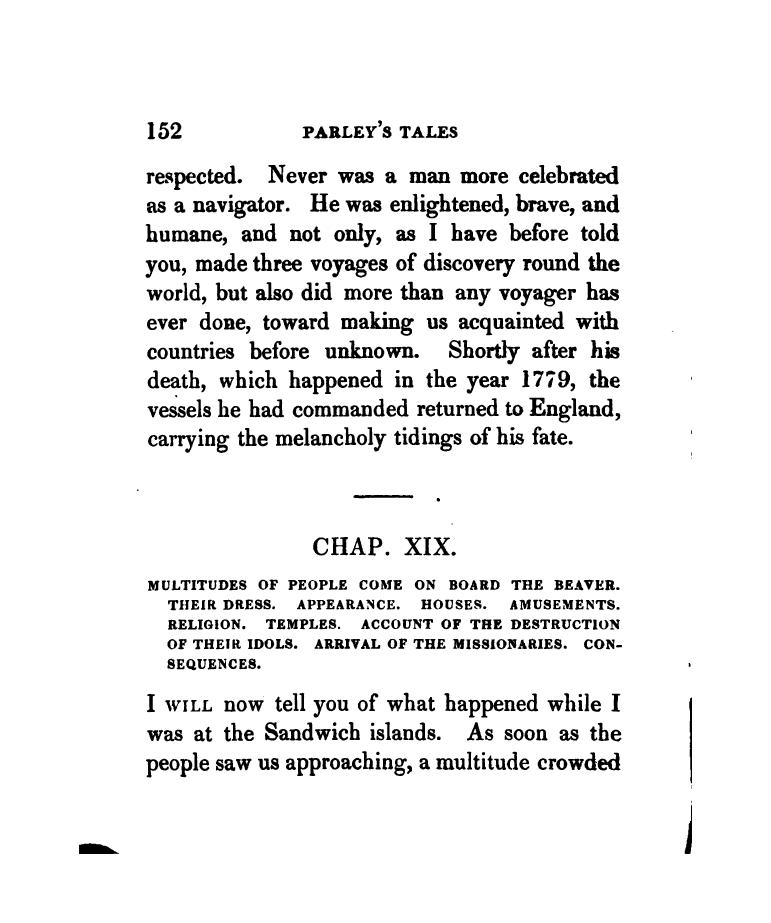 152 PARLEY'S TALES
respected. Never was a man more celebrated
as a navigator. He was enlightened, brave, and
humane, and not only, as I have before told
you, made three voyages of discovery round the
world, but also did more than any voyager has
ever done, toward making us acquainted with
countries before unknown. Shortly after his
death, which happened in the year 1779, the
vessels he had commanded returned to England,
carrying the melancholy tidings of his fate.
CHAP. XIX.
MULTITUDES OF PEOPLE COME ON BOARD THE BEAVER.
THEIR DRESS. APPEARANCE. HOUSES. AMUSEMENTS.
RELIGION. TEMPLES. ACCOUNT OF THE DESTRUCTION
OF THEIR IDOLS. ARRIVAL OF THE MISSIONARIES. CON-
SEQUENCES.
I WILL now tell you of what happened while I
was at the Sandwich islands. As soon as the
people saw us approaching, a multitude crowded